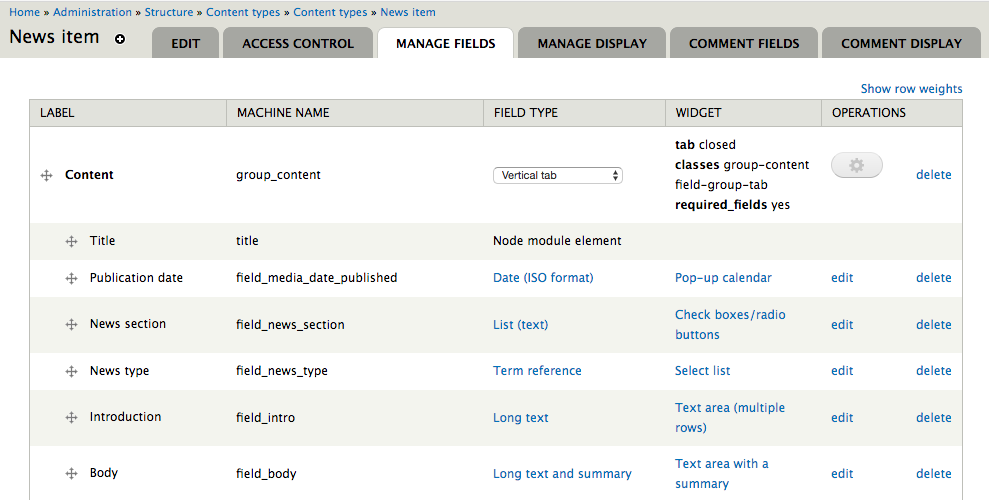 Home » Administration » Structure » Content types » Content types » News item
News item EDIT ACCESS CONTROL MANAGE FIELDS MANAGE DISPLAY COMMENT FIELDS COMMENT DISPLAY
Show row weights
LABEL MACHINE NAME FIELD TYPE WIDGET OPERATIONS
Content group_content Vertical tab tab closed
classes group-content
field-group-tab
required_fields yes
delete
Title title Node module element
Publication date field_media_date_published Date (ISO format) Pop-up calendar edit delete
News section field_news_section List (text) Check boxes/radio
buttons edit delete
News type field_news_type Term reference Select list edit delete
Introduction field_intro Long text Text area (multiple
rows) edit delete
Body field_body Long text and summary Text area with a
summary edit delete